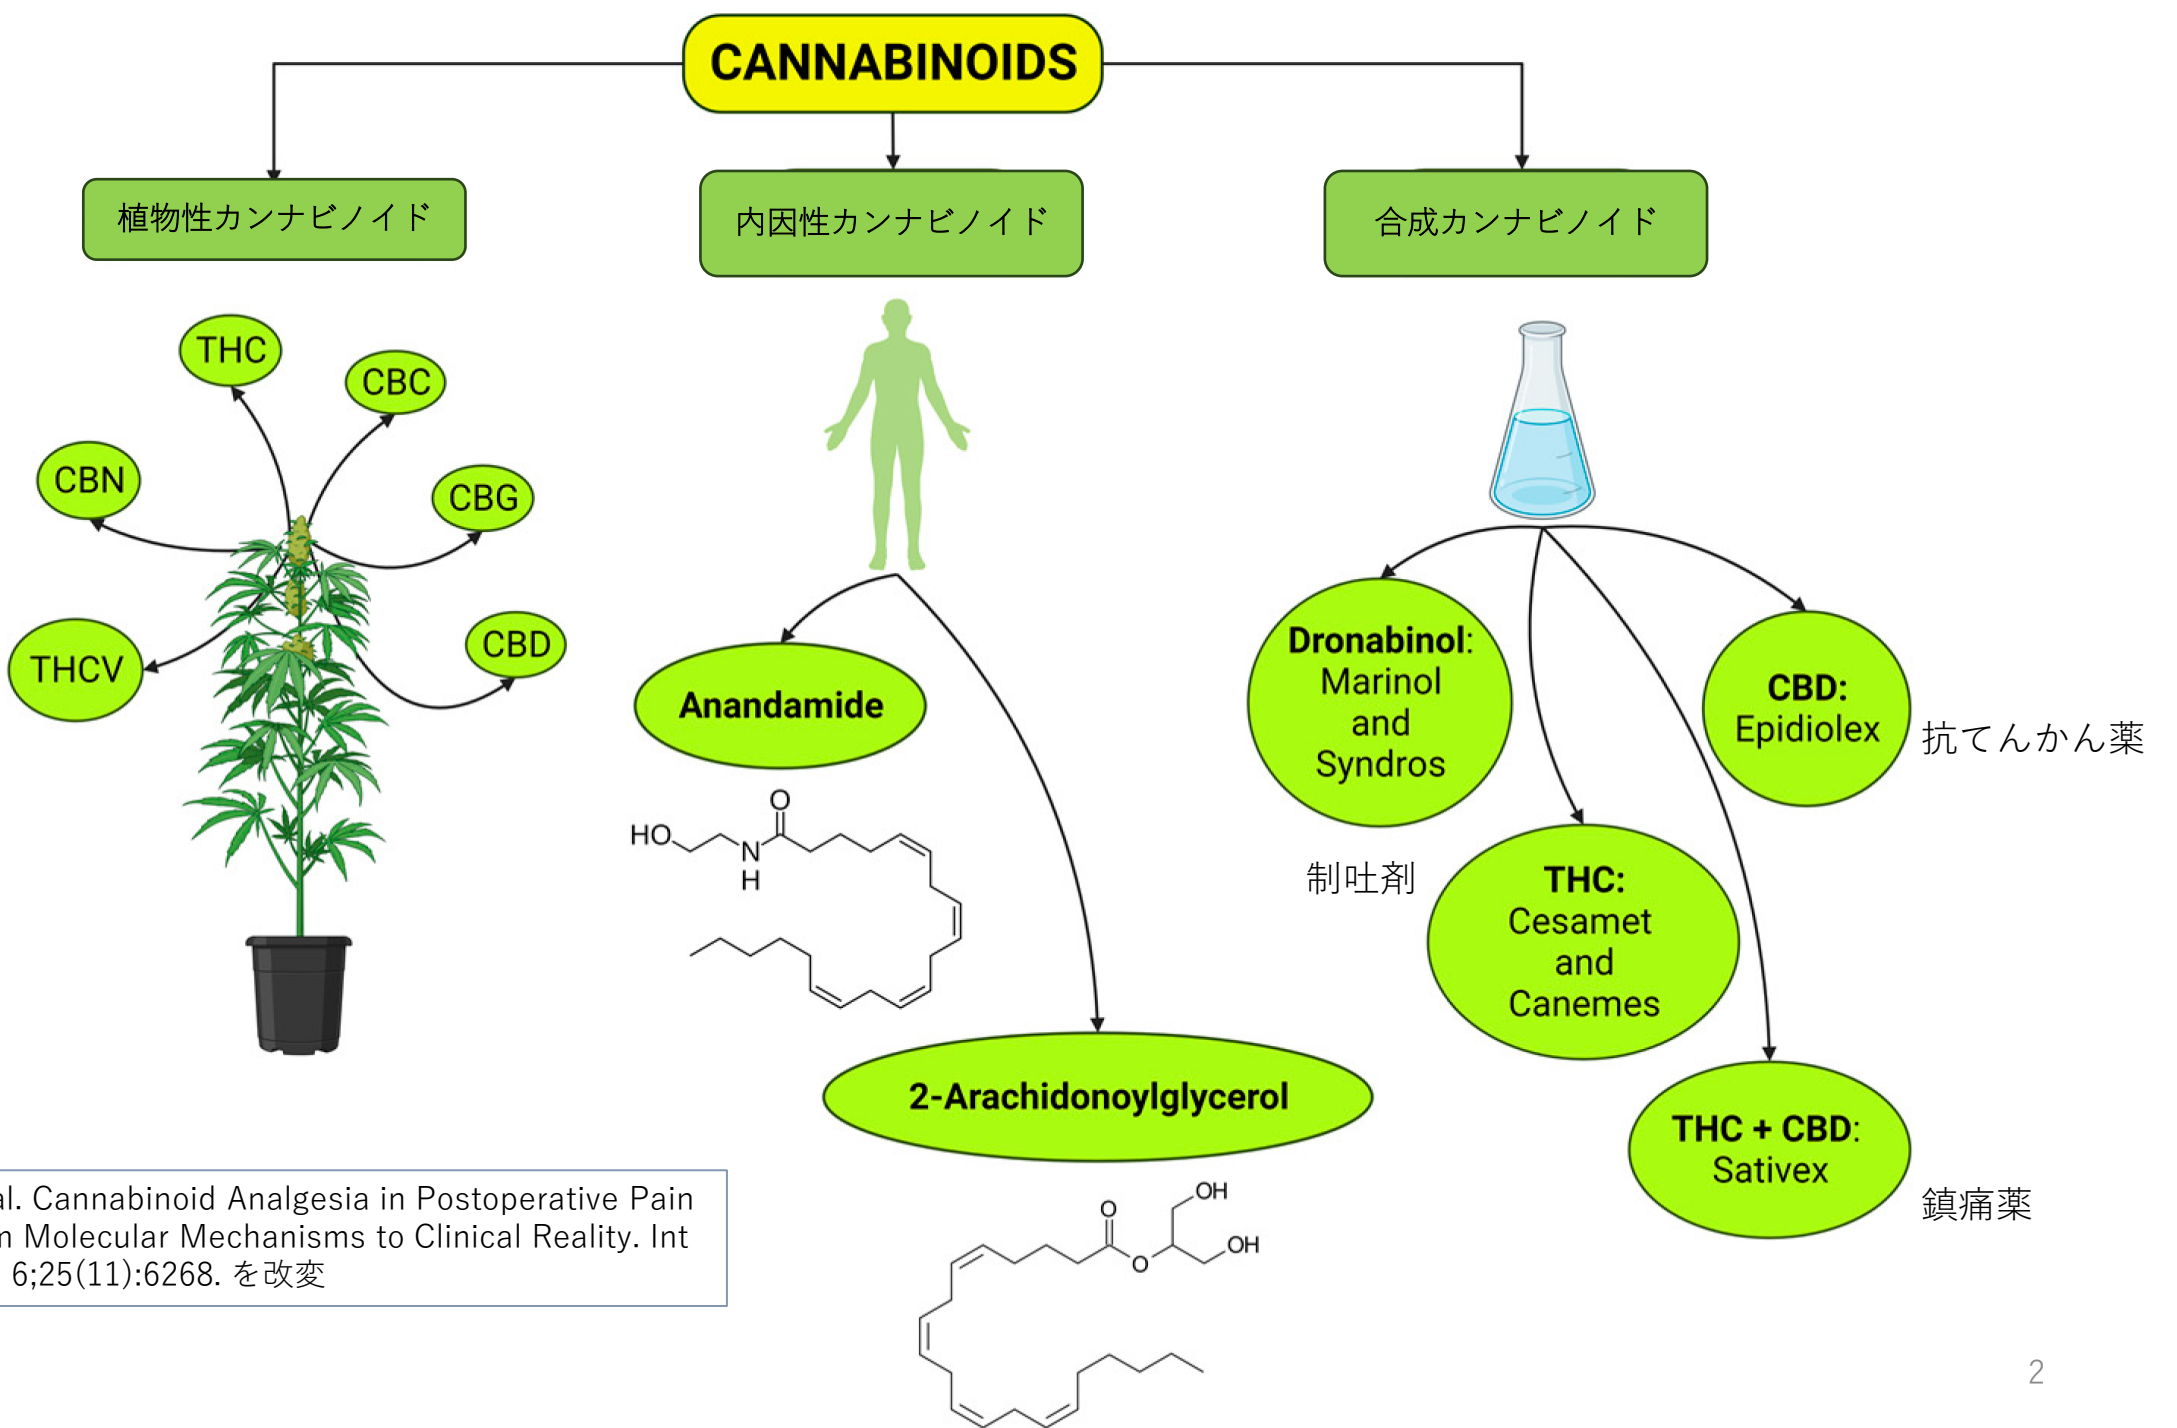 CANNABINOIDS
植物性カンナビノイド
THC
CBC
CBN
CBG
THCV
CBD
内因性カンナビノイド
Anandamide
O
HO
N
H
2-Arachidonoylglycerol
OH
O
OH
O
合成カンナビノイド
Dronabinol:
Marinol
and
Syndros
制吐剤
THC:
Cesamet
and
Canemes
CBD:
Epidiolex
抗てんかん薬
THC + CBD:
Sativex
鎮痛薬
al. Cannabinoid Analgesia in Postoperative Pain
Molecular Mechanisms to Clinical Reality. Int
6;25(11):6268. を改変
2